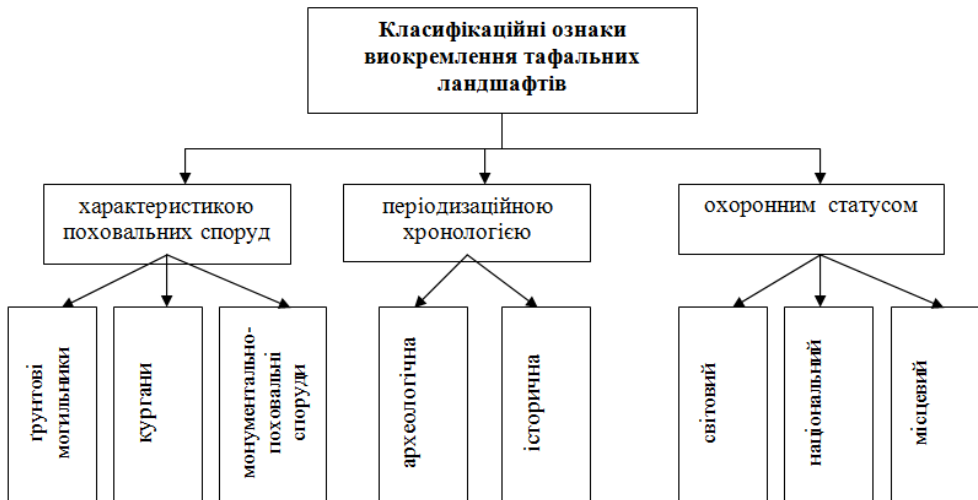 Класифікаційні ознаки
виокремлення тафальних
ландшафтів
характеристикою
поховальних споруд
періодизаційною
хронологією
охоронним статусом
ґрунтові
могильники
кургани
монументально-
поховальні
споруди
археологічна
історична
світовий
національний
місцевий